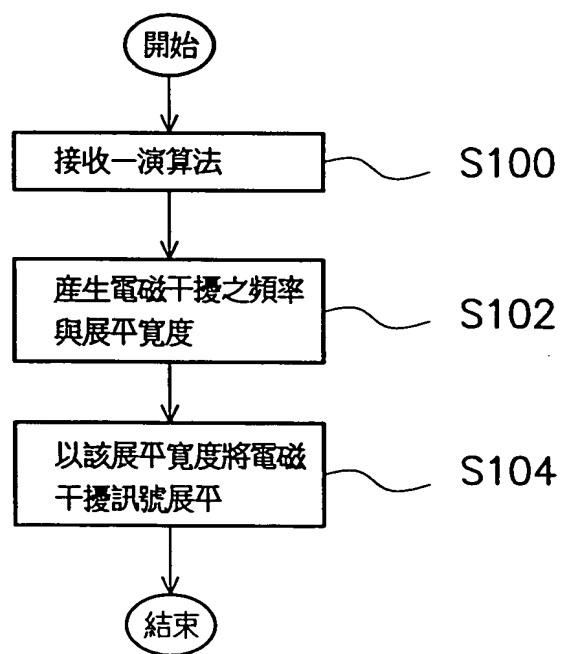 開始
接收一演算法
S100
產生電磁干擾之頻率
與展平寬度
S102
以該展平寬度將電磁
干擾訊號展平
S104
結束